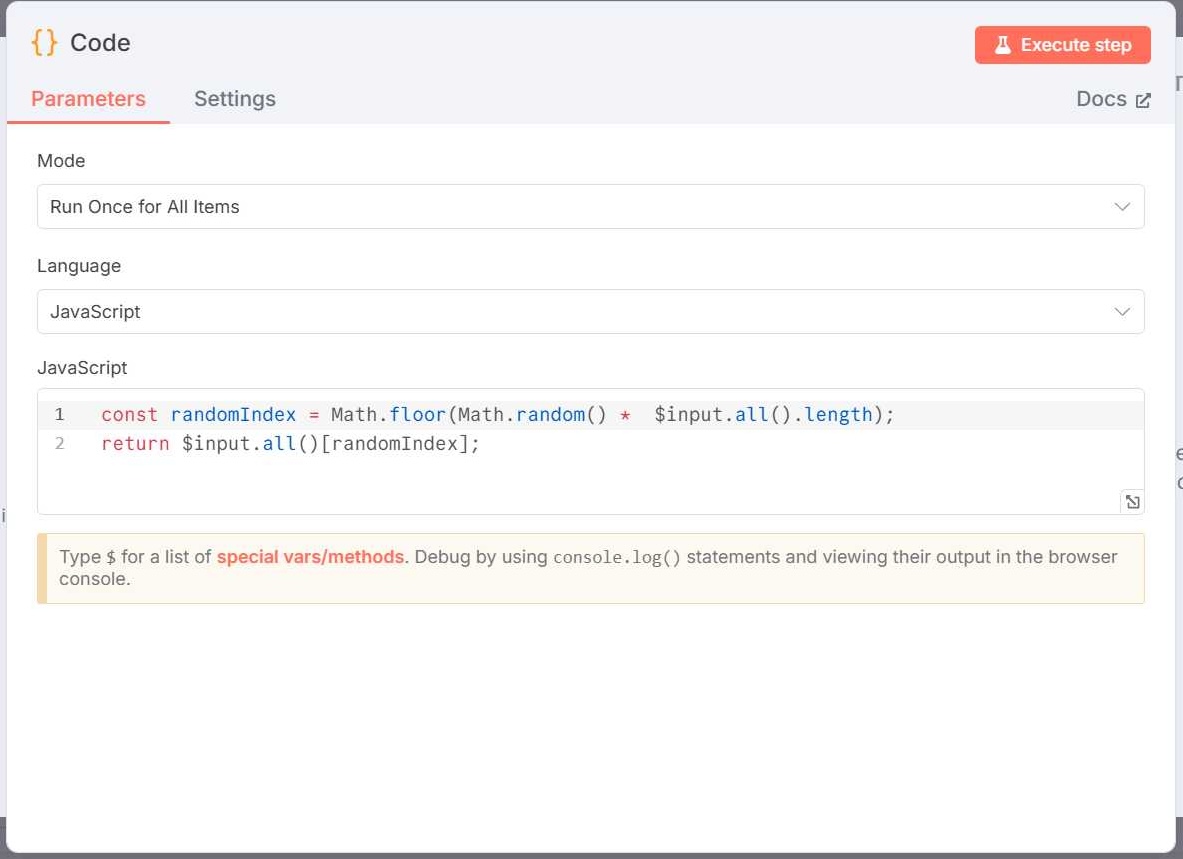 {} Code
Execute step
Parameters
Settings
Docs
Mode
Run Once for All Items
Language
JavaScript
JavaScript
1 const randomIndex = Math.floor(Math.random() *  $input.all().length);
2 return $input.all()[randomIndex];
Type $ for a list of special vars/methods. Debug by using console.log() statements and viewing their output in the browser
console.